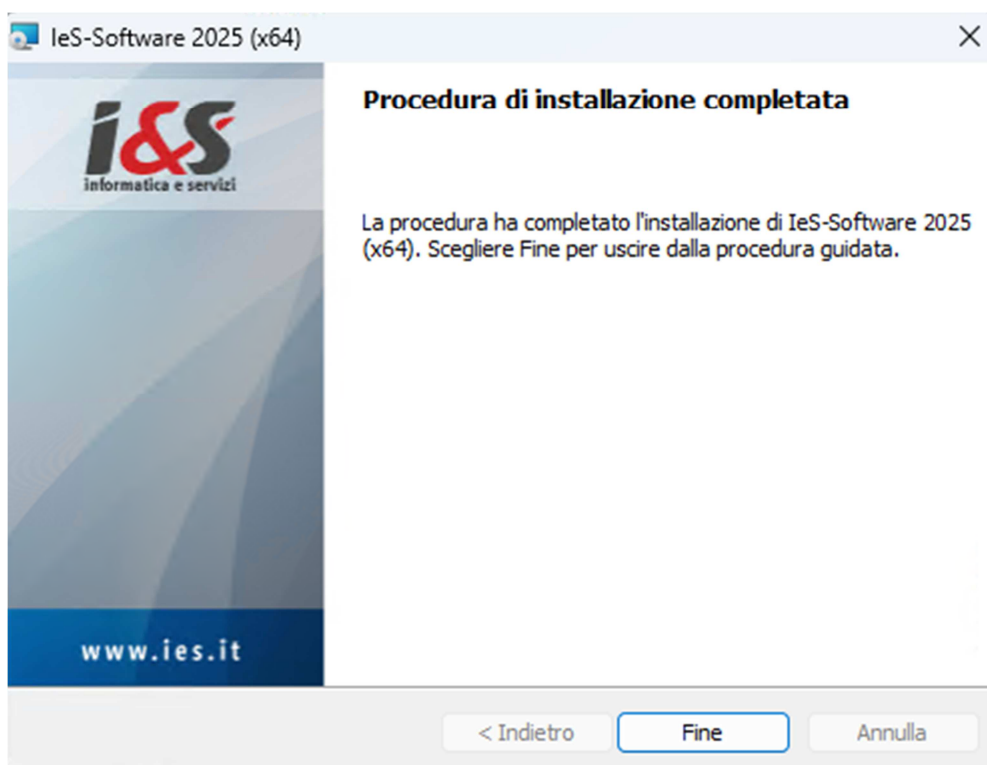 IeS-Software 2025 (x64)
i&s
informatica e servizi
Procedura di installazione completata
La procedura ha completato l'installazione di IeS-Software 2025
(x64). Scegliere Fine per uscire dalla procedura guidata.
www.ies.it
< Indietro
Fine
Annulla